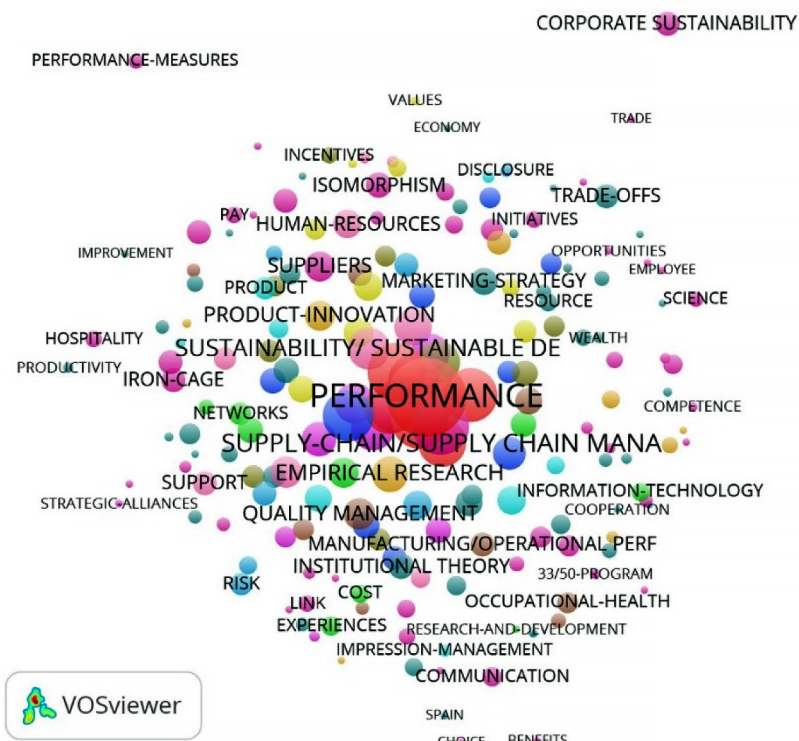 CORPORATE SUSTAINABILITY
PERFORMANCE-MEASURES
VALUES
TRADE
ECONOMY
INCENTIVES
DISCLOSURE
ISOMORPHISM
TRADE-OFFS
PAY
HUMAN-RESOURCES
INITIATIVES
IMPROVEMENT
OPPORTUNITIES
SUPPLIERS
EMPLOYEE
MARKETING-STRATEGY
PRODUCT
RESOURCE
SCIENCE
PRODUCT-INNOVATION
HOSPITALITY
WEALTH
SUSTAINABILITY/ SUSTAINABLE DE
PRODUCTIVITY
IRON-CAGE
PERFORMANCE
COMPETENCE
NETWORKS
SUPPLY-CHAIN/SUPPLY CHAIN MANA
EMPIRICAL RESEARCH
SUPPORT
INFORMATION-TECHNOLOGY
STRATEGIC-ALLIANCES
COOPERATION
QUALITY MANAGEMENT
MANUFACTURING/OPERATIONAL PERF
INSTITUTIONAL THEORY
33/50-PROGRAM
RISK
COST
LINK
OCCUPATIONAL-HEALTH
EXPERIENCES
RESEARCH-AND-DEVELOPMENT
IMPRESSION-MANAGEMENT
COMMUNICATION
VOSviewer
SPAIN
CHOICE
BENEFITS